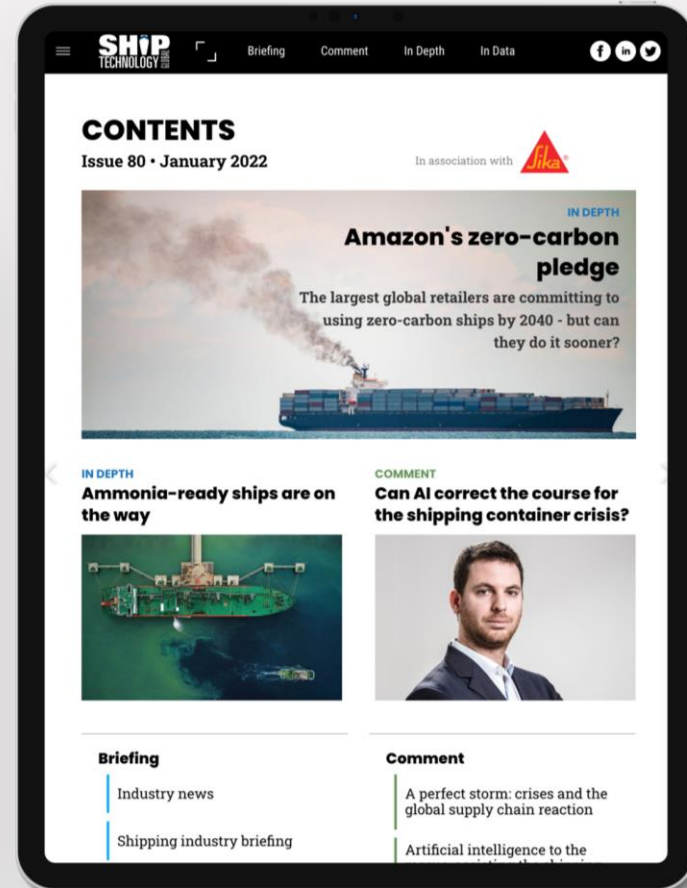 SHIP
TECHNOLOGY GLOBAL
Briefing
Comment
In Depth
In Data
CONTENTS
Issue 80 • January 2022
In association with
Sika®
IN DEPTH
Amazon's zero-carbon
pledge
The largest global retailers are committing to
using zero-carbon ships by 2040 - but can
they do it sooner?
IN DEPTH
Ammonia-ready ships are on
the way
COMMENT
Can AI correct the course for
the shipping container crisis?
Briefing
Industry news
Shipping industry briefing
Comment
A perfect storm: crises and the
global supply chain reaction
Artificial intelligence to the